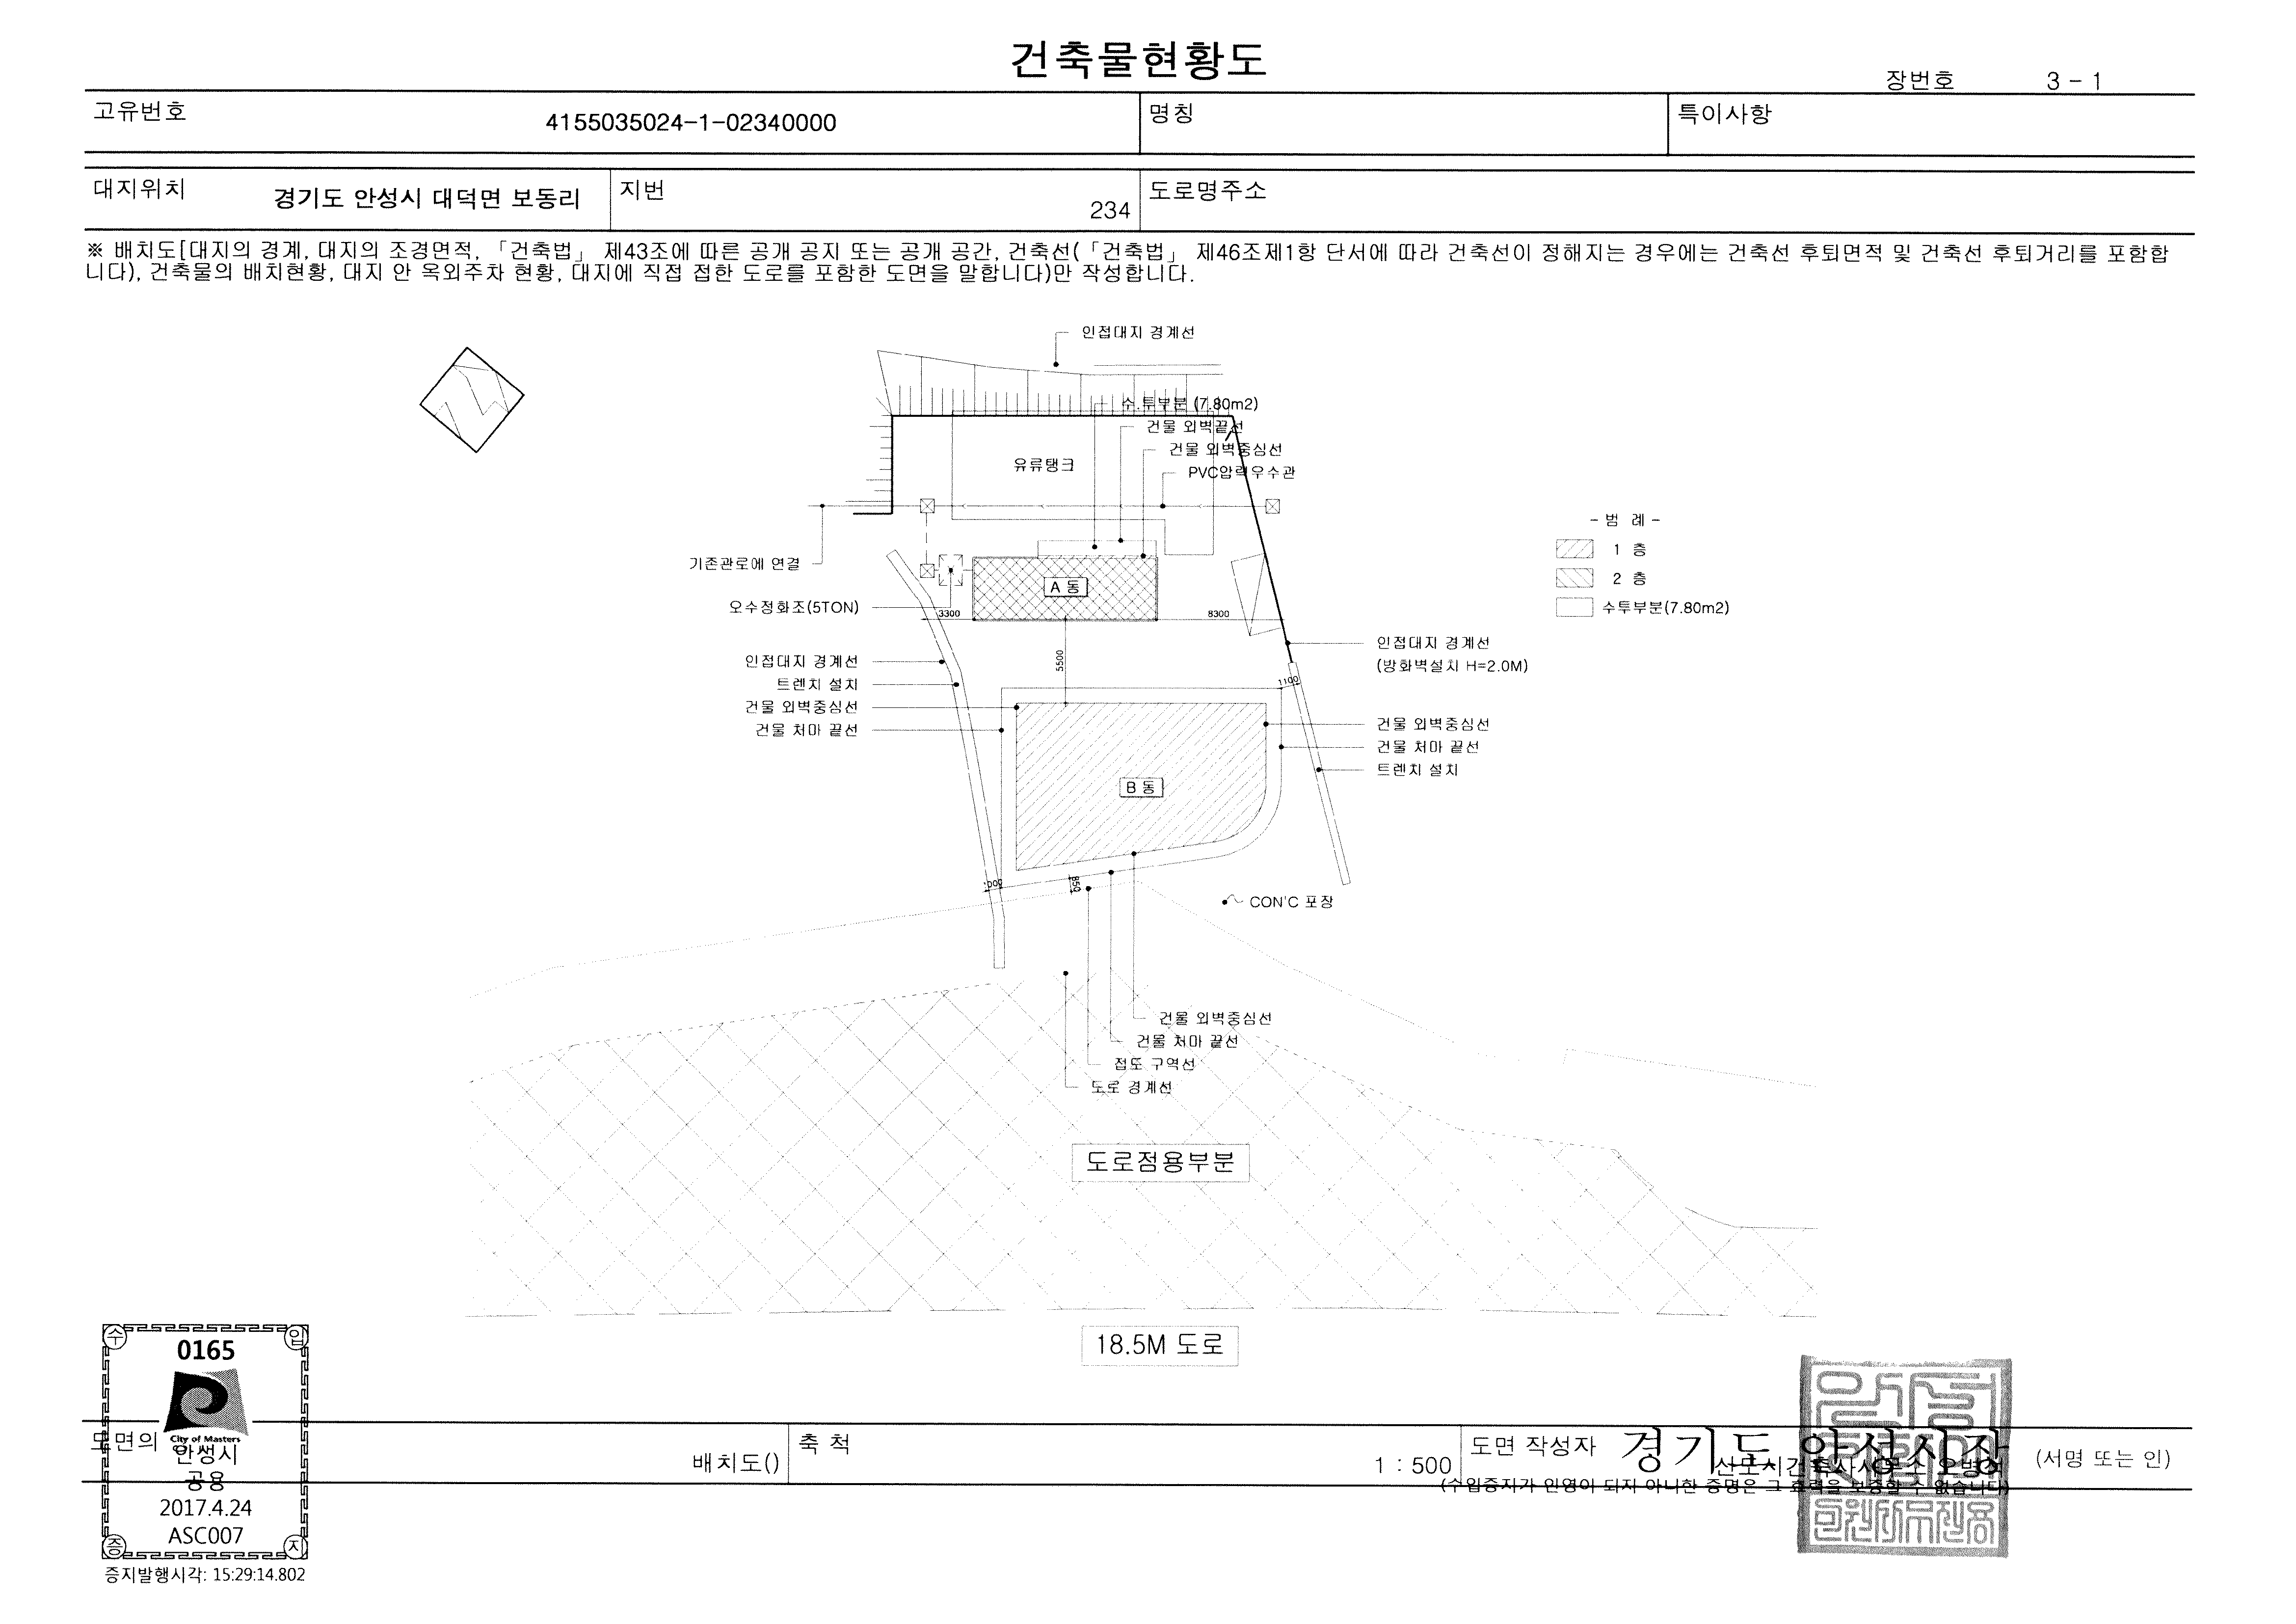 건축물현황도
장번호 3 - 1
고유번호 4155035024-1-02340000 명칭 특이사항
대지위치 경기도 안성시 대덕면 보동리 지번 234 도로명주소
※ 배치도[대지의 경계, 대지의 조경면적, 「건축법」 제43조에 따른 공개 공지 또는 공개 공간, 건축선(「건축법」 제46조제1항 단서에 따라 건축선이 정해지는 경우에는 건축선 후퇴면적 및 건축선 후퇴거리를 포함합
니다), 건축물의 배치현황, 대지 안 옥외주차 현황, 대지에 직접 접한 도로를 포함한 도면을 말합니다)만 작성합니다.
인접대지 경계선
수.투부분 (7.80m2)
건물 외벽끝선
건물 외벽중심선
유류탱크
PVC압력우수관
- 범 례 -
1 층
2 층
수투부분(7.80m2)
기존관로에 연결
A 동
오수정화조(5TON)
3300
8300
인접대지 경계선
(방화벽설치 H=2.0M)
5500
인접대지 경계선
트렌치 설치
1100
건물 외벽중심선
건물 처마 끝선
건물 외벽중심선
건물 처마 끝선
트렌치 설치
B 동
1000
850
CON'C 포장
건물 외벽중심선
건물 처마 끝선
접도 구역선
도로 경계선
도로점용부분
18.5M 도로
수 입
0165
City of Masters
안성시
공용
2017.4.24
ASC007
증 지
증지발행시각: 15:29:14.802
도면의
배치도()
축 척 1 : 500
도면 작성자 경기도 안성시장 (서명 또는 인)
(수입증지가 인영이 되지 아니한 증명은 그 효력을 보증할 수 없습니다)